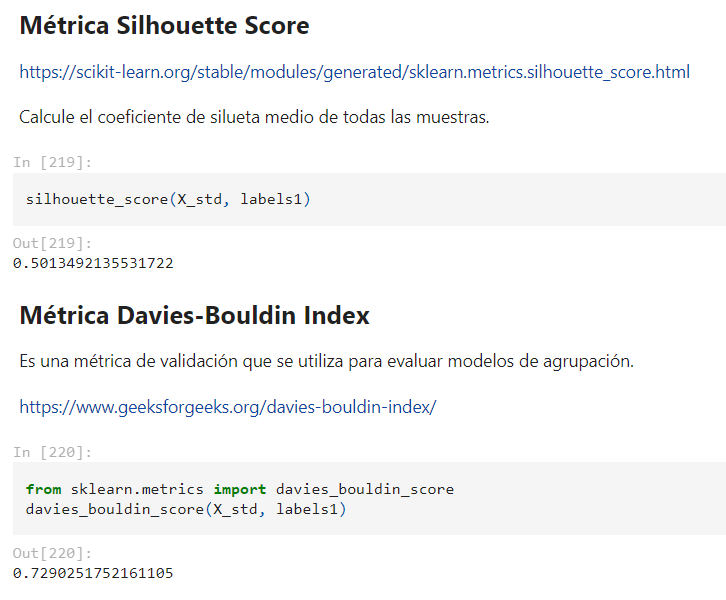 Métrica Silhouette Score
https://scikit-learn.org/stable/modules/generated/sklearn.metrics.silhouette_score.html
Calcule el coeficiente de silueta medio de todas las muestras.
In [219]:
silhouette_score(X_std, labels1)
Out[219]:
0.5013492135531722
Métrica Davies-Bouldin Index
Es una métrica de validación que se utiliza para evaluar modelos de agrupación.
https://www.geeksforgeeks.org/davies-bouldin-index/
In [220]:
from sklearn.metrics import davies_bouldin_score
davies_bouldin_score(X_std, labels1)
Out[220]:
0.7290251752161105